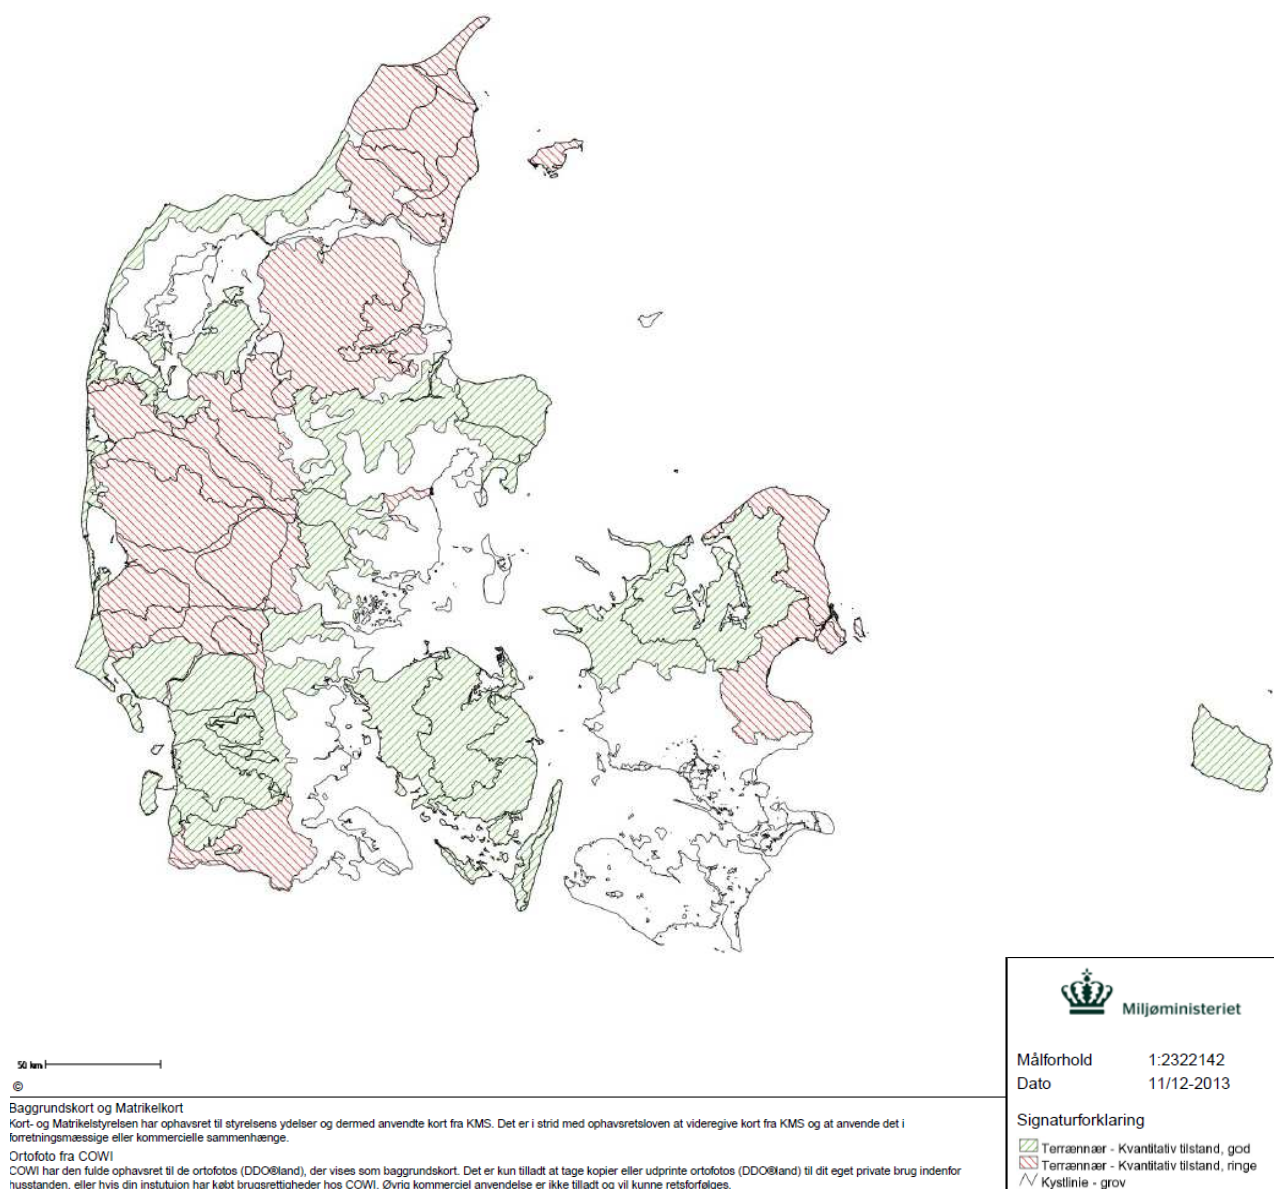 Miljøministeriet
Målforhold 1:2322142
Dato 11/12-2013
Signaturforklaring
Terrænnær - Kvantitativ tilstand, god
Terrænnær - Kvantitativ tilstand, ringe
Kystlinie - grov
50 km
©
Baggrundskort og Matrikelkort
Kort- og Matrikelstyrelsen har ophavsret til styrelsens ydelser og dermed anvendte kort fra KMS. Det er i strid med ophavsretsloven at videregive kort fra KMS og at anvende det i
forretningsmæssige eller kommercielle sammenhænge.
Ortofoto fra COWI
COWI har den fulde ophavsret til de ortofotos (DDO®land), der vises som baggrundskort. Det er kun tilladt at tage kopier eller udprinte ortofotos (DDO®land) til dit eget private brug indenfor
husstanden, eller hvis din instutuion har købt brugsrettigheder hos COWI. Øvrig kommerciel anvendelse er ikke tilladt og vil kunne retsforfølges.